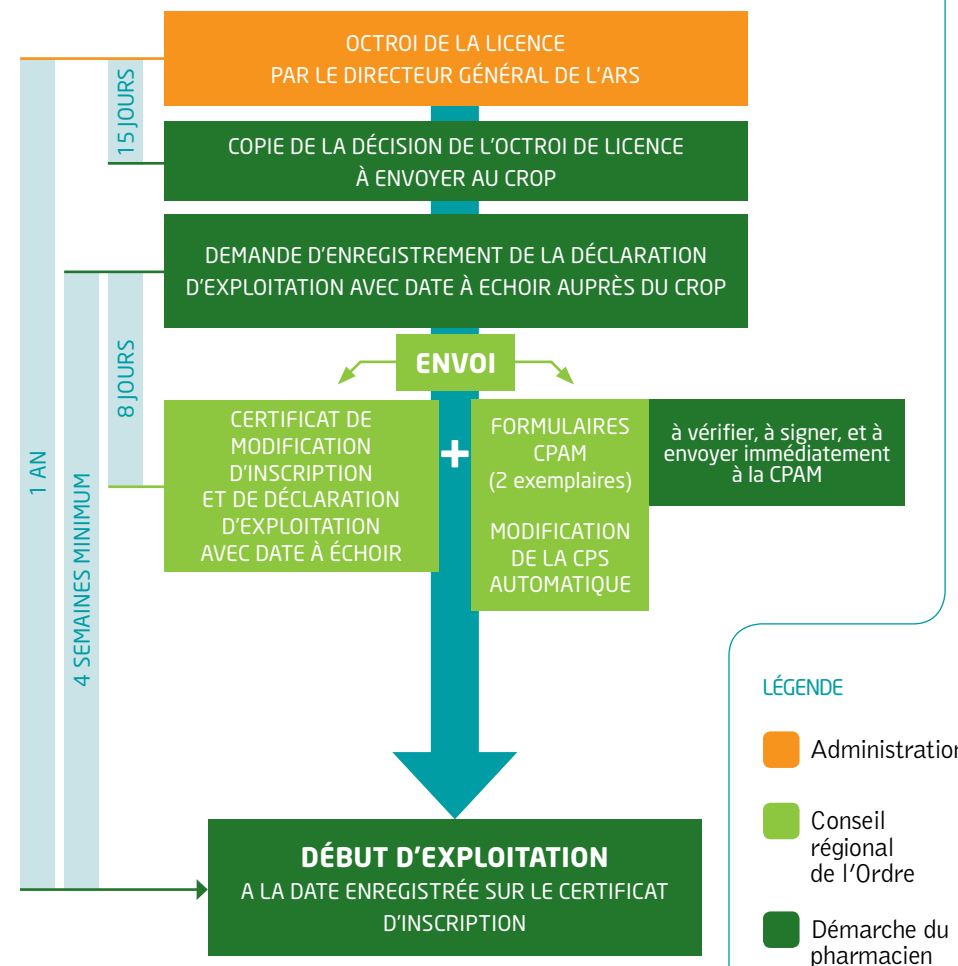 OCTROI DE LA LICENCE
PAR LE DIRECTEUR GÉNÉRAL DE L'ARS
15 JOURS
COPIE DE LA DÉCISION DE L'OCTROI DE LICENCE
À ENVOYER AU CROP
DEMANDE D'ENREGISTREMENT DE LA DÉCLARATION
D'EXPLOITATION AVEC DATE À ECHOIR AUPRÈS DU CROP
ENVOI
8 JOURS
CERTIFICAT DE
MODIFICATION
D'INSCRIPTION
ET DE DÉCLARATION
D'EXPLOITATION
AVEC DATE À ÉCHOIR
+
FORMULAIRES
CPAM
(2 exemplaires)
MODIFICATION
DE LA CPS
AUTOMATIQUE
à vérifier, à signer, et à
envoyer immédiatement
à la CPAM
1 AN
4 SEMAINES MINIMUM
DÉBUT D'EXPLOITATION
A LA DATE ENREGISTRÉE SUR LE CERTIFICAT
D'INSCRIPTION
LÉGENDE
Administration
Conseil
régional
de l'Ordre
Démarche du
pharmacien